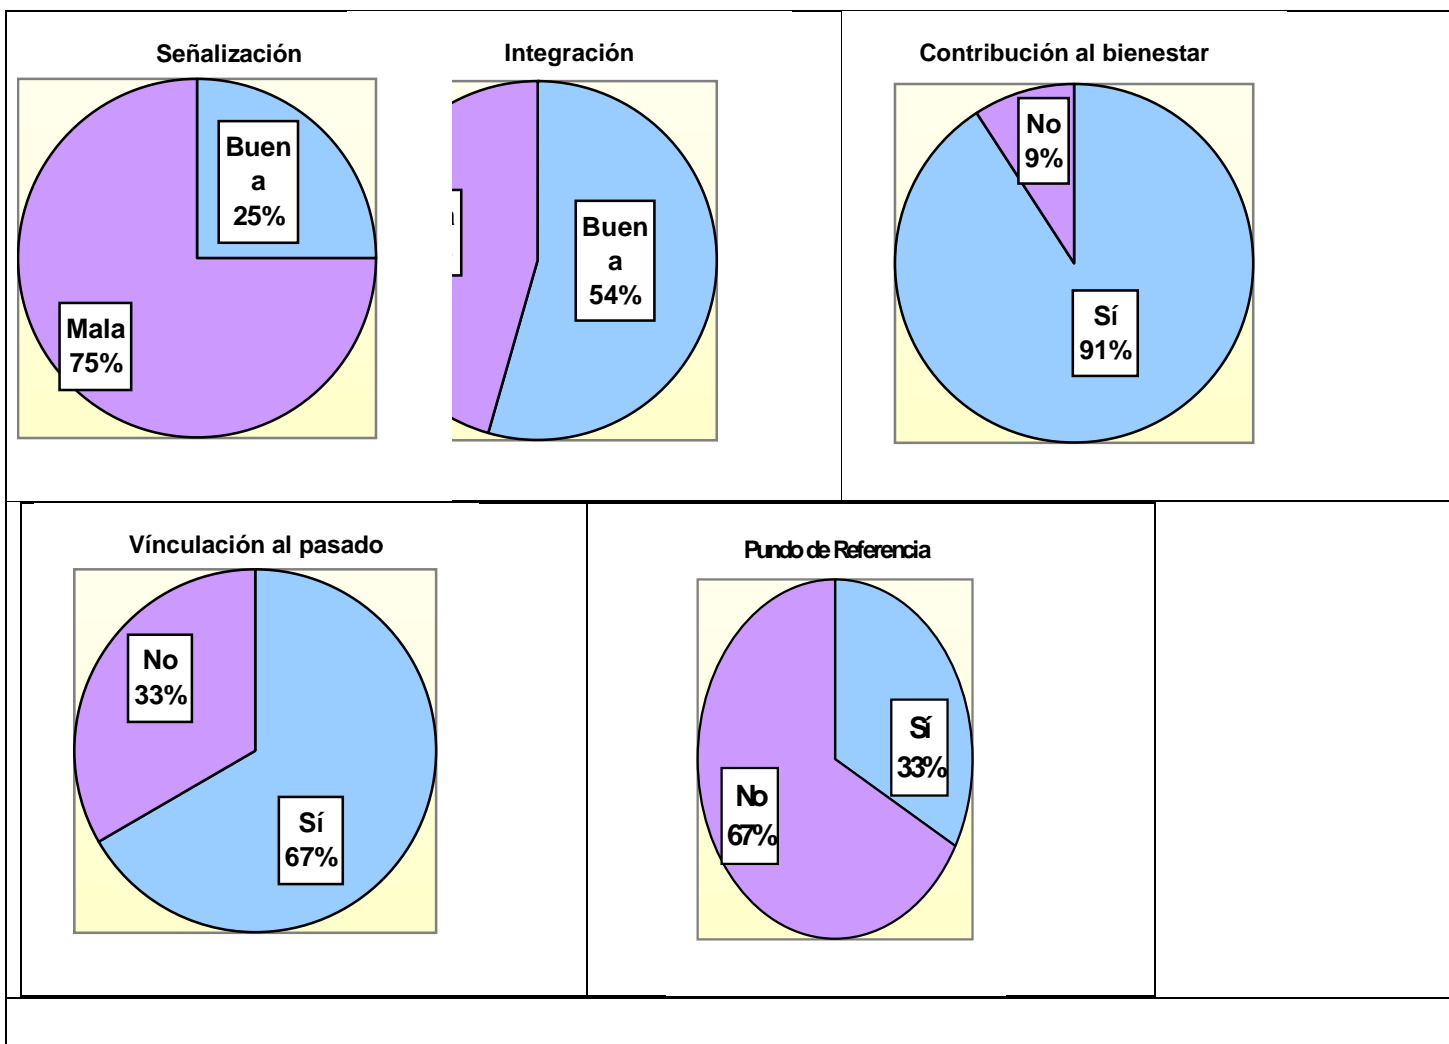 Señalización
Buen
a
25%
Mala
75%
Integración
Buen
a
54%
Contribución al bienestar
No
9%
Sí
91%
Vínculación al pasado
No
33%
Sí
67%
Pundo de Referencia
Sí
33%
No
67%